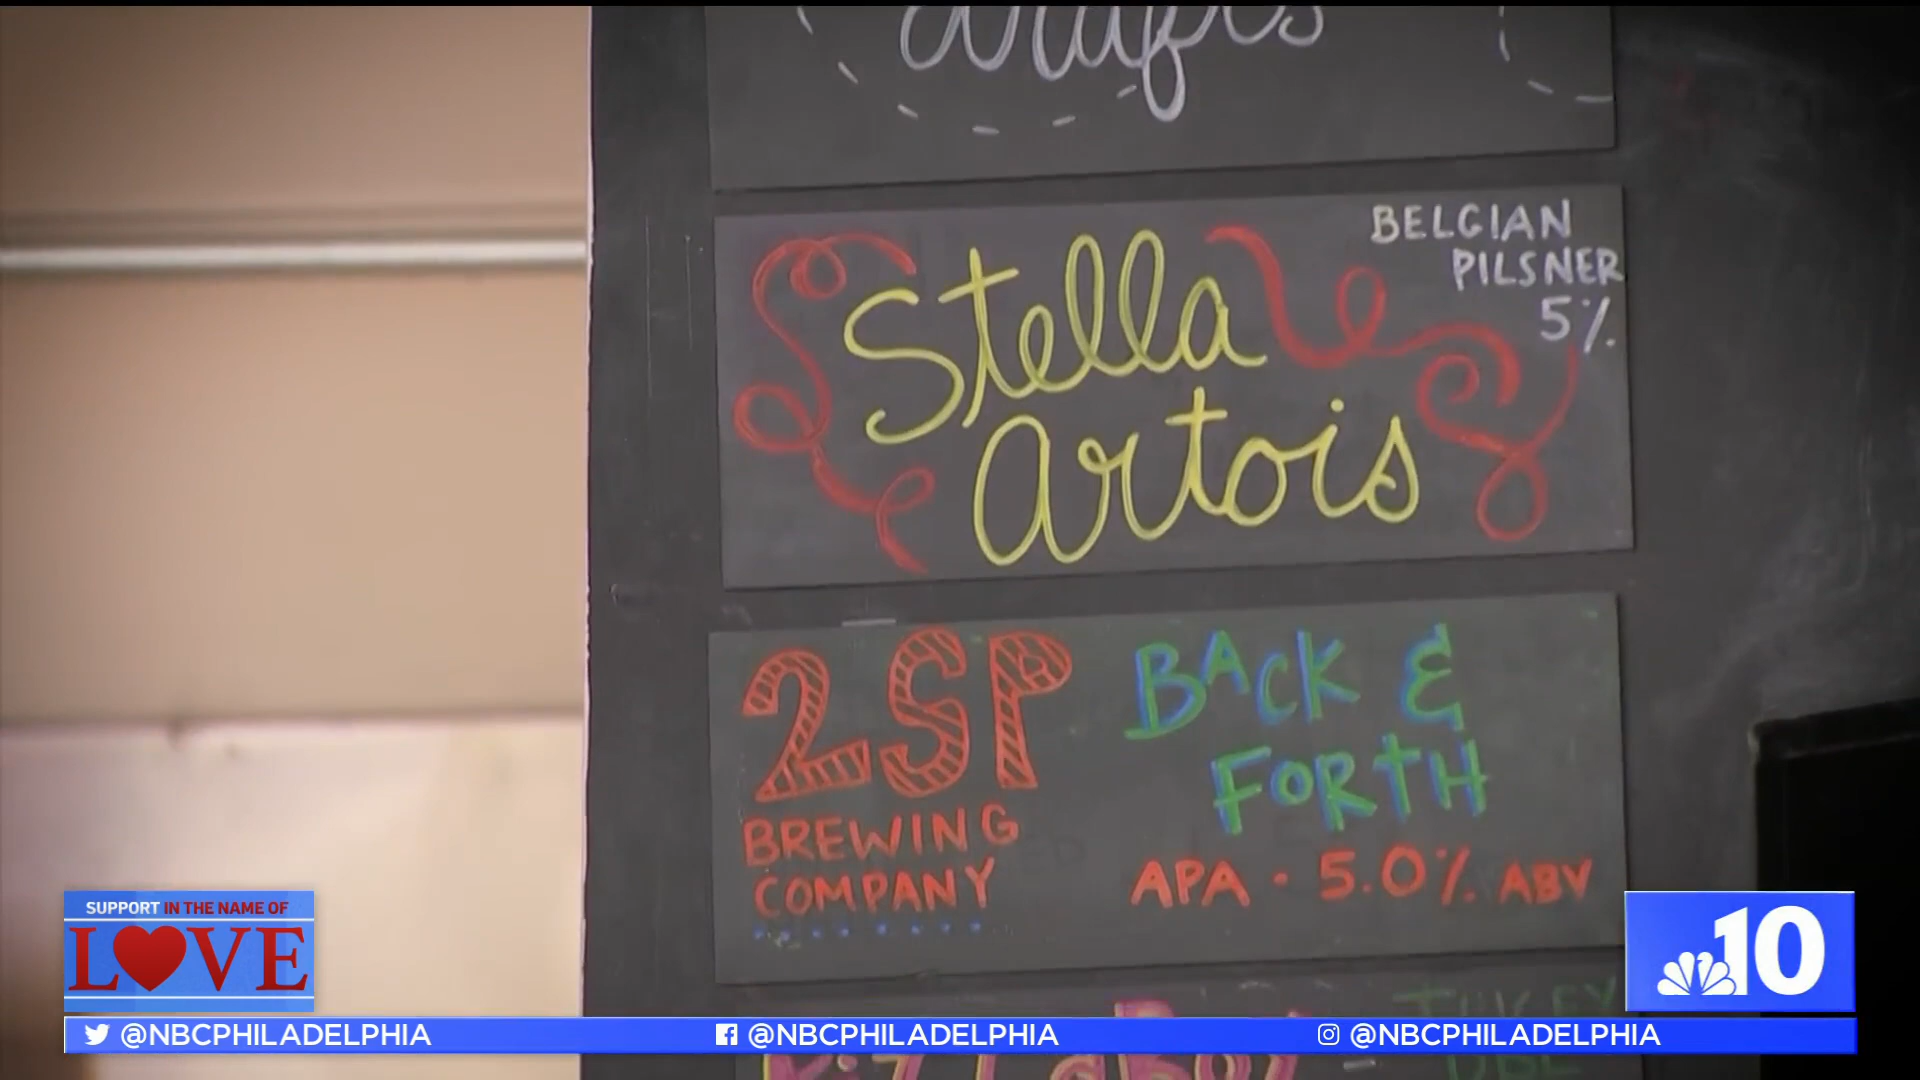 Drafts
BELGIAN
PILSNER
5%
Stella
Artois
2SP
BREWING
COMPANY
BACK &
FORTH
APA - 5.0% ABV
SUPPORT IN THE NAME OF
LOVE
10
@NBCPHILADELPHIA
@NBCPHILADELPHIA
@NBCPHILADELPHIA